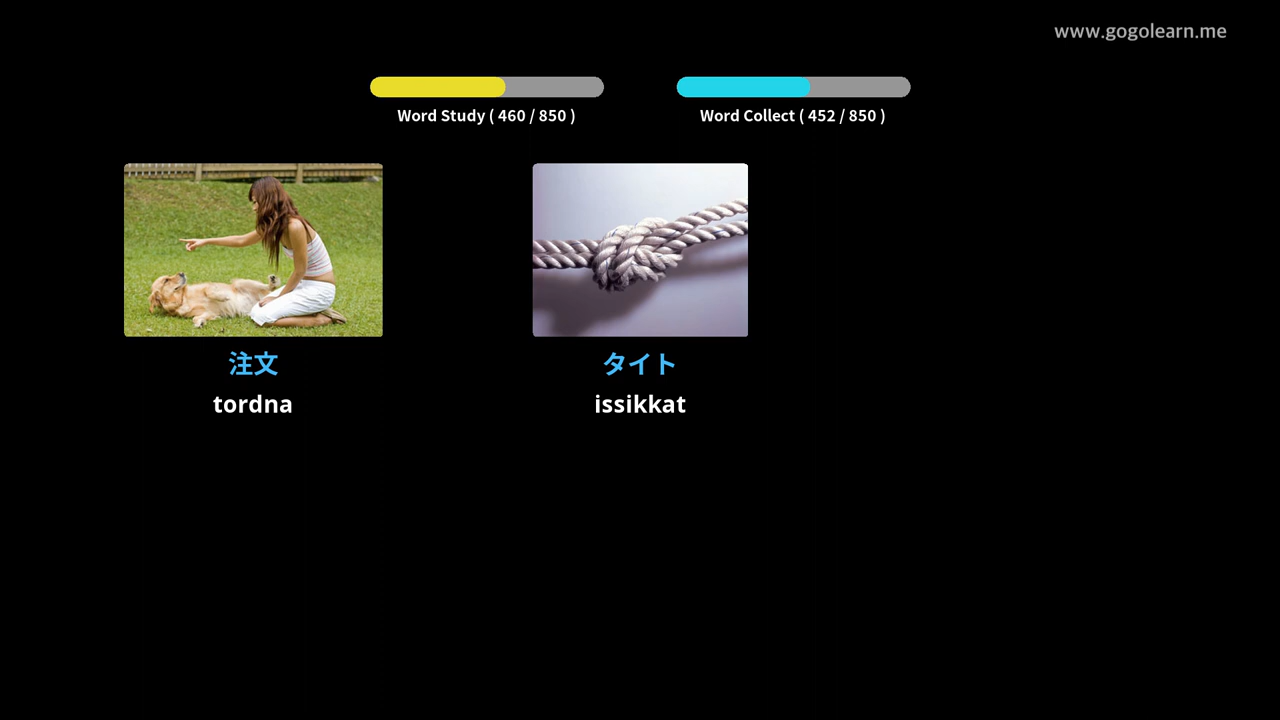 www.gogolearn.me
Word Study ( 460 / 850 )
Word Collect ( 452 / 850 )
注文
tordna
タイト
issikkat